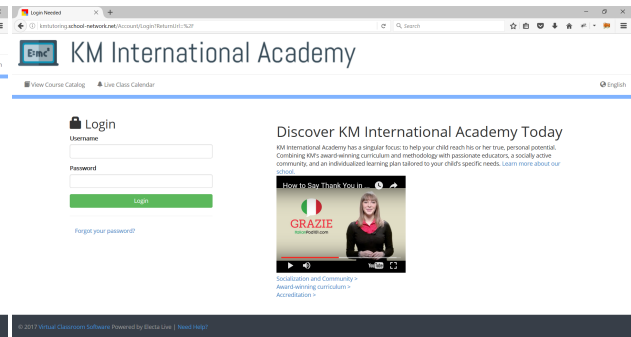 Login Needed
kmtutoring.school-network.net/Account/Login?ReturnUrl=%2F
Search
E=mc²
KM International Academy
View Course Catalog
Live Class Calendar
English
Login
Username
Password
Login
Forgot your password?
Discover KM International Academy Today
KM International Academy has a singular focus: to help your child reach his or her true, personal potential.
Combining KM's award-winning curriculum and methodology with passionate educators, a socially active
community, and an individualized learning plan tailored to your child's specific needs. Learn more about our
school.
How to Say Thank You in ...
GRAZIE
YouTube
Socialization and Community >
Award-winning curriculum >
Accreditation >
© 2017 Virtual Classroom Software Powered by Electa Live | Need Help?